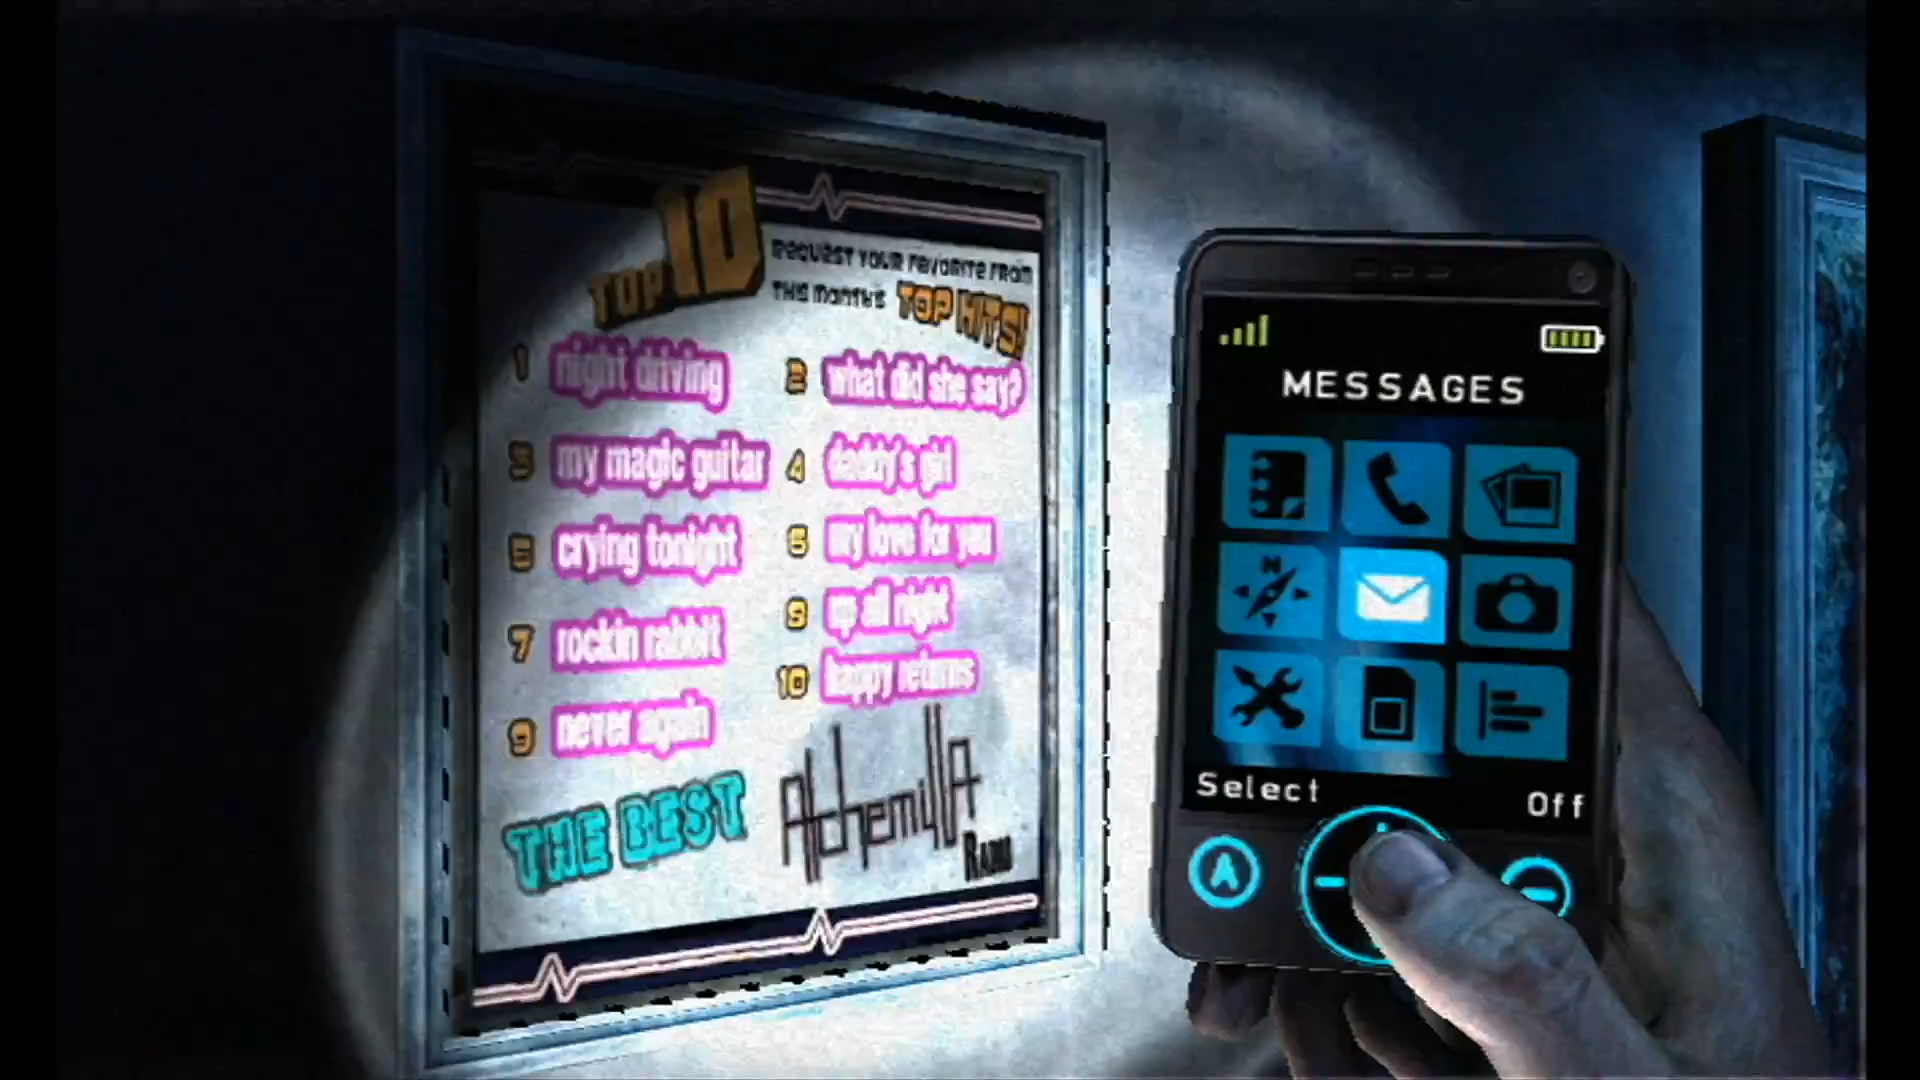 TOP 10
REQUEST YOUR FAVORITE FROM
THIS MONTH'S TOP HITS!
1 night driving
2 what did she say?
3 my magic guitar
4 daddy's girl
5 crying tonight
6 my love for you
7 rockin rabbit
8 up all night
9 never again
10 happy returns
THE BEST
Alchemilla
RADIO
MESSAGES
N
Select
Off
A